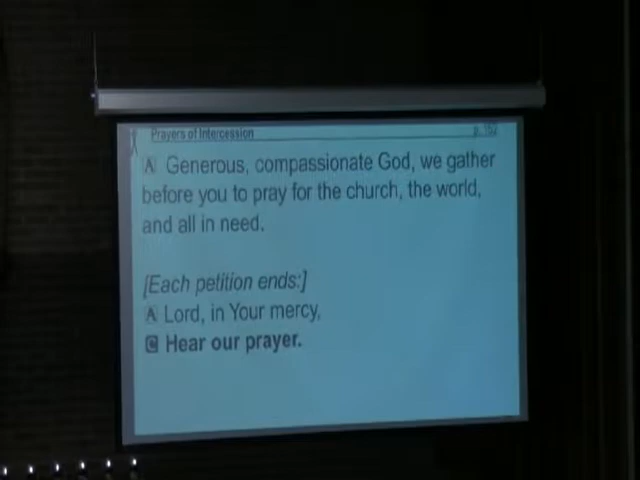 Prayers of Intercession p. 152
A Generous, compassionate God, we gather
before you to pray for the church, the world,
and all in need.
[Each petition ends:]
A Lord, in Your mercy,
C Hear our prayer.